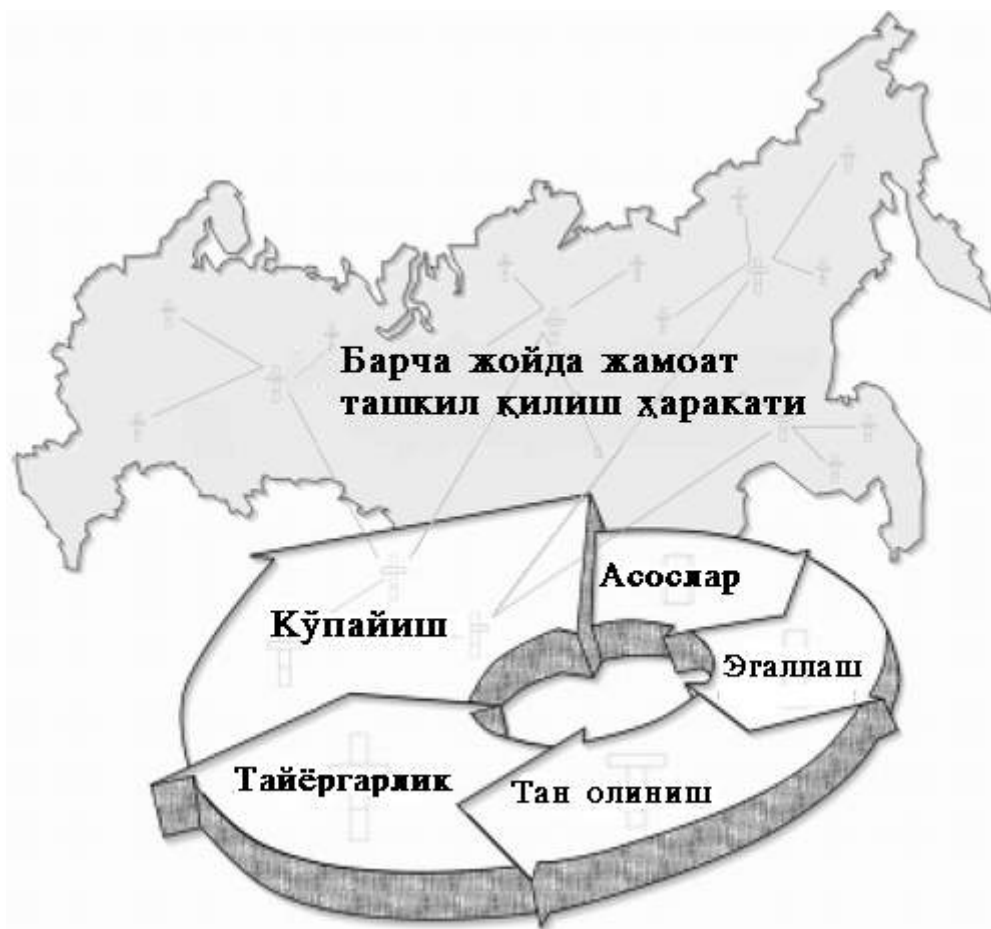 Барча жойда жамоат
ташкил қилиш ҳаракати
Асослар
Кўпайиш
Эгаллаш
Тайёргарлик
Тан олиниш